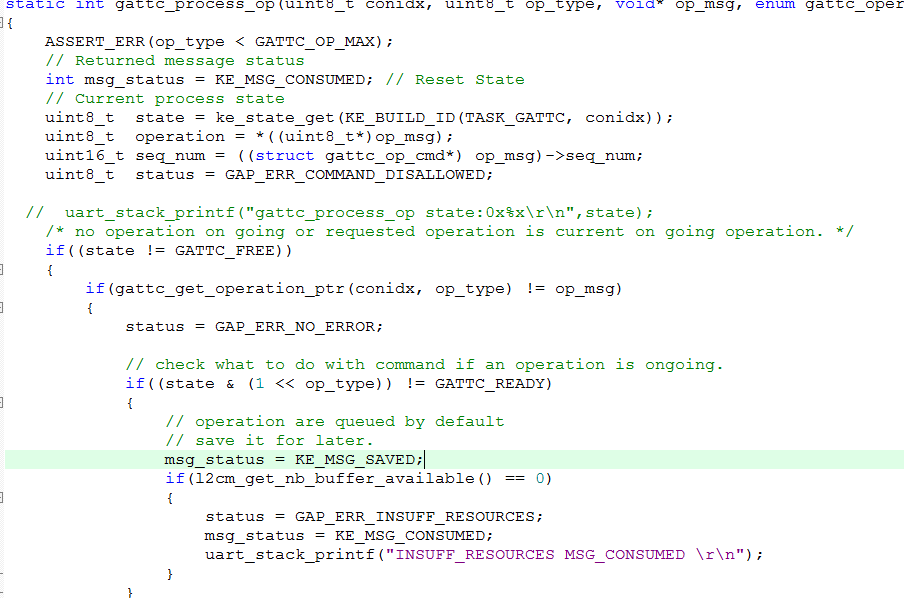 static int gattc_process_op(uint8_t conidx, uint8_t op_type, void* op_msg, enum gattc_oper
{
    ASSERT_ERR(op_type < GATTC_OP_MAX);
    // Returned message status
    int msg_status = KE_MSG_CONSUMED; // Reset State
    // Current process state
    uint8_t  state = ke_state_get(KE_BUILD_ID(TASK_GATTC, conidx));
    uint8_t  operation = *((uint8_t*)op_msg);
    uint16_t seq_num = ((struct gattc_op_cmd*) op_msg)->seq_num;
    uint8_t  status = GAP_ERR_COMMAND_DISALLOWED;
  //  uart_stack_printf("gattc_process_op state:0x%x\r\n",state);
    /* no operation on going or requested operation is current on going operation. */
    if((state != GATTC_FREE))
    {
        if(gattc_get_operation_ptr(conidx, op_type) != op_msg)
        {
            status = GAP_ERR_NO_ERROR;
            // check what to do with command if an operation is ongoing.
            if((state & (1 << op_type)) != GATTC_READY)
            {
                // operation are queued by default
                // save it for later.
                msg_status = KE_MSG_SAVED;
                if(l2cm_get_nb_buffer_available() == 0)
                {
                    status = GAP_ERR_INSUFF_RESOURCES;
                    msg_status = KE_MSG_CONSUMED;
                    uart_stack_printf("INSUFF_RESOURCES MSG_CONSUMED \r\n");
                }
            }